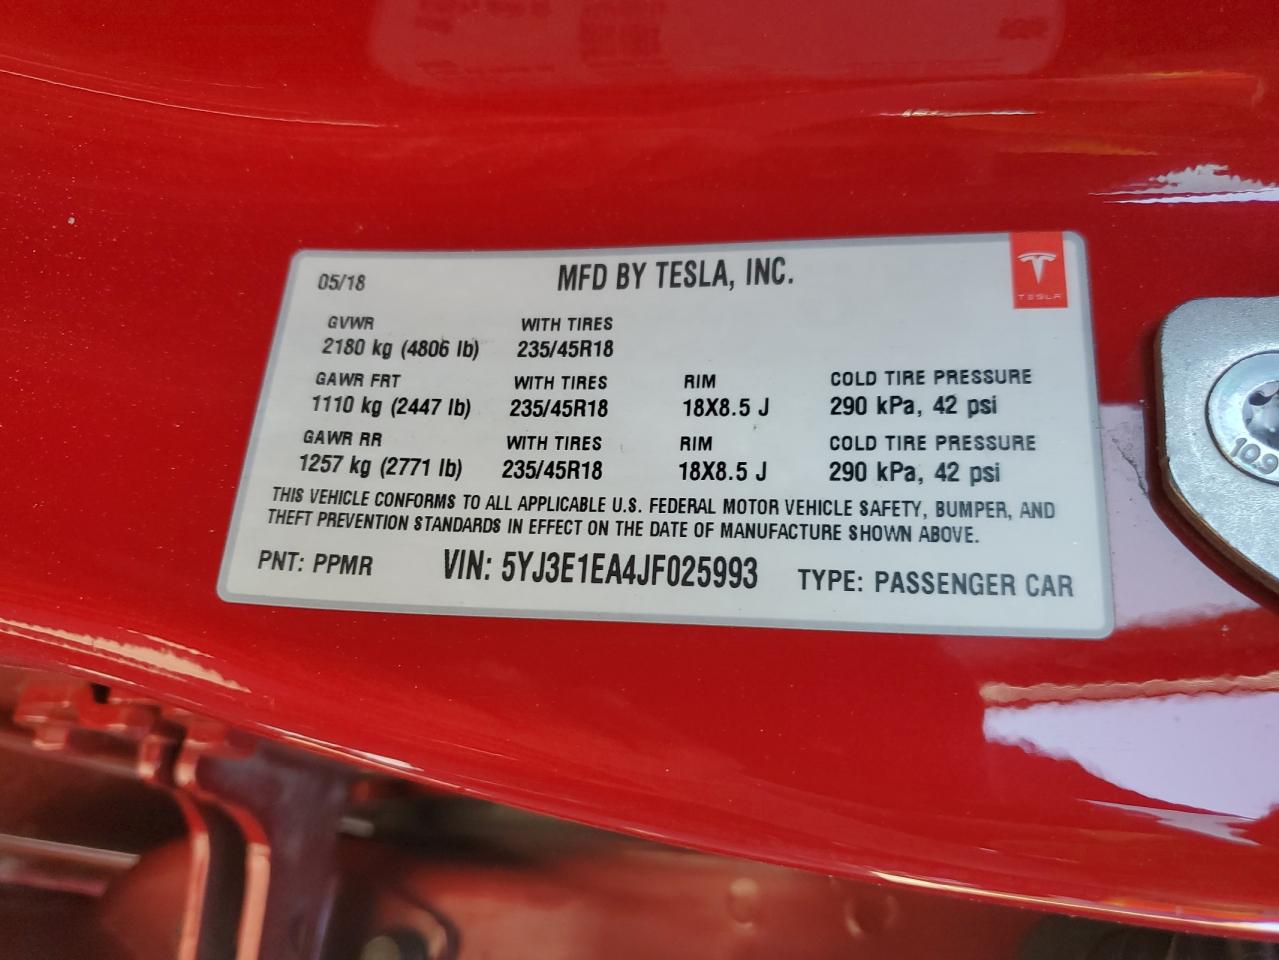 05/18 MFD BY TESLA, INC.
TESLA
GVWR WITH TIRES
2180 kg (4806 lb) 235/45R18
GAWR FRT WITH TIRES RIM COLD TIRE PRESSURE
1110 kg (2447 lb) 235/45R18 18X8.5 J 290 kPa, 42 psi
GAWR RR WITH TIRES RIM COLD TIRE PRESSURE
1257 kg (2771 lb) 235/45R18 18X8.5 J 290 kPa, 42 psi
THIS VEHICLE CONFORMS TO ALL APPLICABLE U.S. FEDERAL MOTOR VEHICLE SAFETY, BUMPER, AND
THEFT PREVENTION STANDARDS IN EFFECT ON THE DATE OF MANUFACTURE SHOWN ABOVE.
PNT: PPMR VIN: 5YJ3E1EA4JF025993 TYPE: PASSENGER CAR
10.9